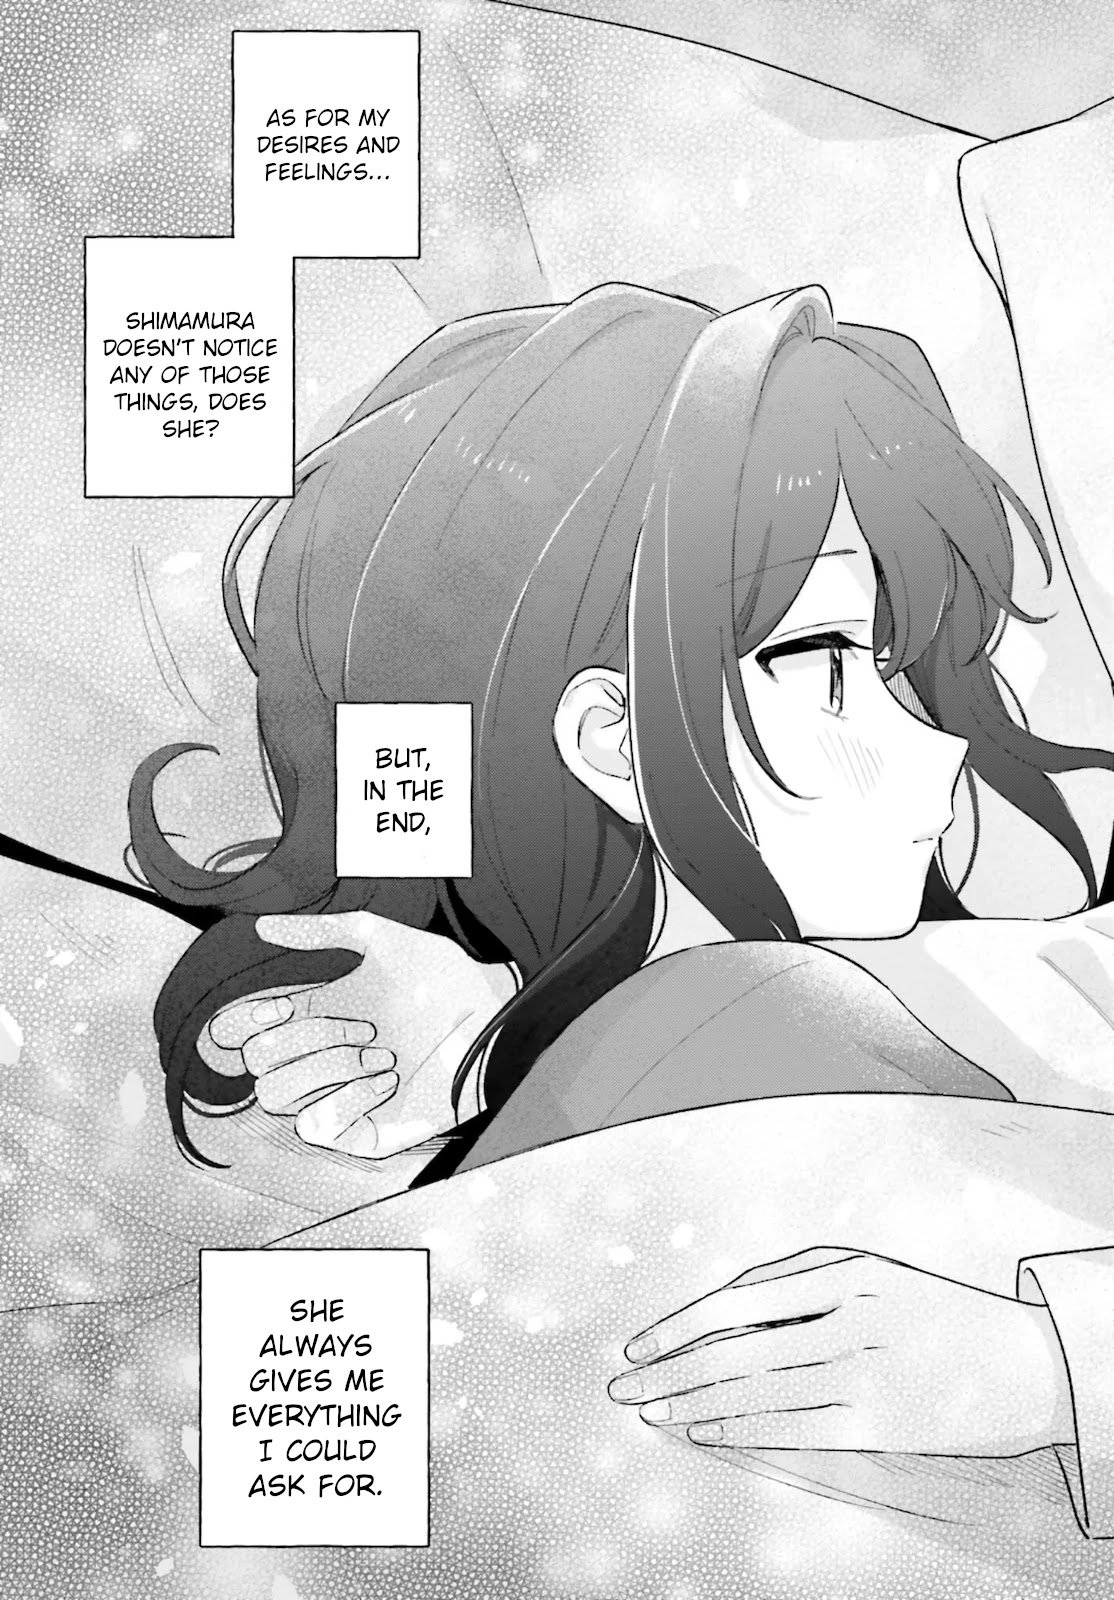 AS FOR MY
DESIRES AND
FEELINGS...
SHIMAMURA
DOESN'T NOTICE
ANY OF THOSE
THINGS, DOES
SHE?
BUT,
IN THE
END,
SHE
ALWAYS
GIVES ME
EVERYTHING
I COULD
ASK FOR.